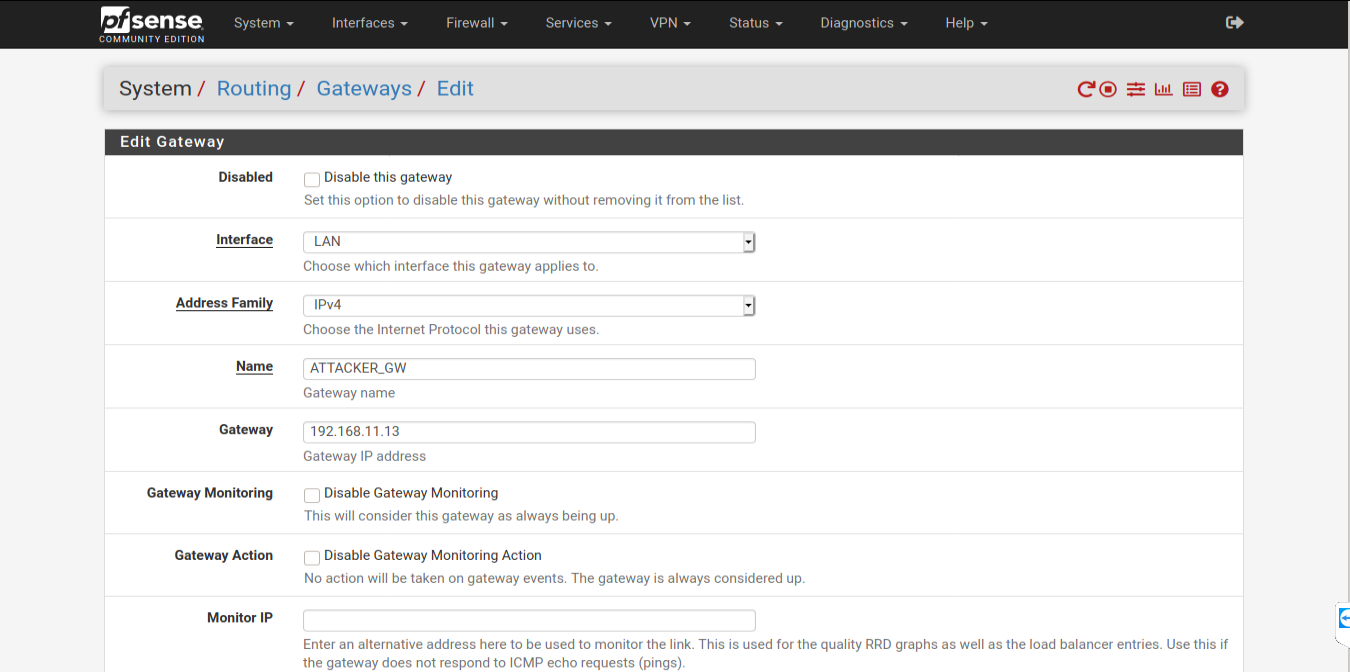 pfsense
COMMUNITY EDITION
System Interfaces Firewall Services VPN Status Diagnostics Help
System / Routing / Gateways / Edit
Edit Gateway
Disabled Disable this gateway
Set this option to disable this gateway without removing it from the list.
Interface LAN
Choose which interface this gateway applies to.
Address Family IPv4
Choose the Internet Protocol this gateway uses.
Name ATTACKER_GW
Gateway name
Gateway 192.168.11.13
Gateway IP address
Gateway Monitoring Disable Gateway Monitoring
This will consider this gateway as always being up.
Gateway Action Disable Gateway Monitoring Action
No action will be taken on gateway events. The gateway is always considered up.
Monitor IP
Enter an alternative address here to be used to monitor the link. This is used for the quality RRD graphs as well as the load balancer entries. Use this if
the gateway does not respond to ICMP echo requests (pings).